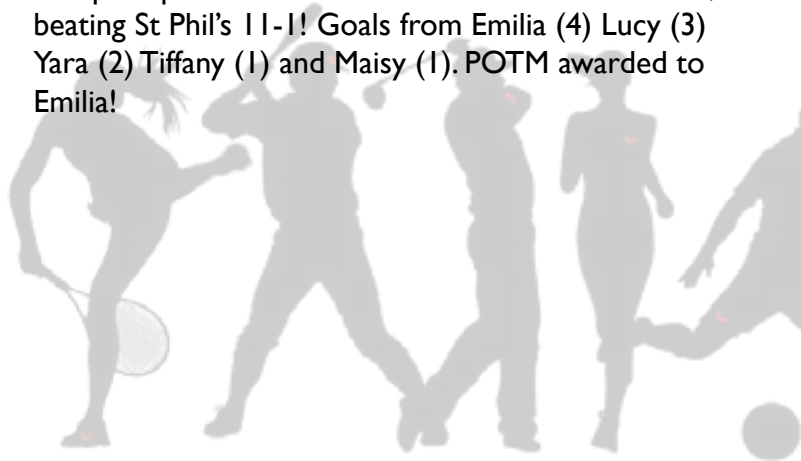 beating St Phil's 11-1! Goals from Emilia (4) Lucy (3)
Yara (2) Tiffany (1) and Maisy (1). POTM awarded to
Emilia!